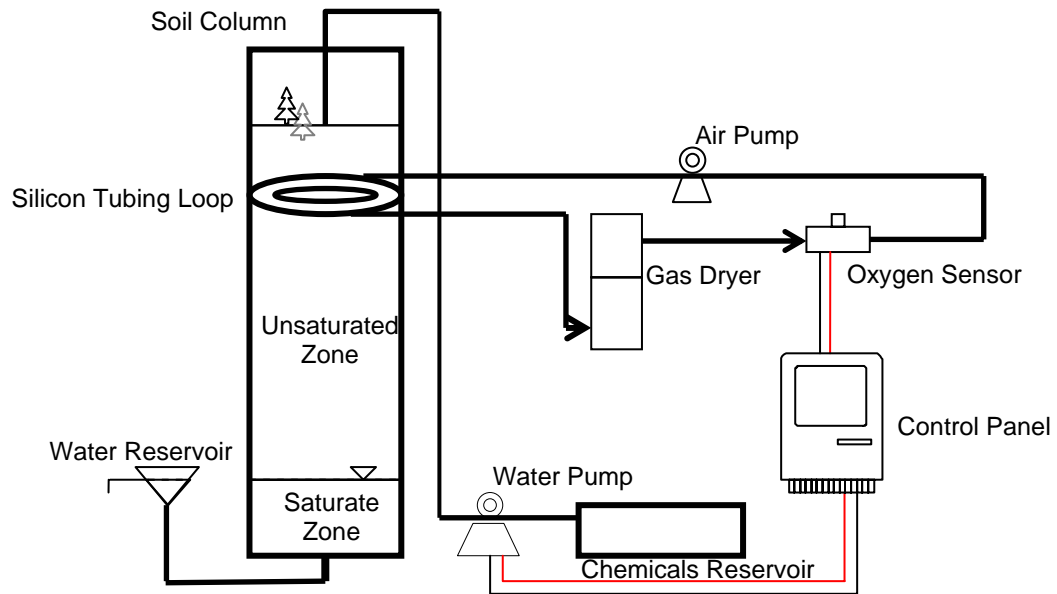 Soil Column
Air Pump
Silicon Tubing Loop
Gas Dryer
Oxygen Sensor
Unsaturated
Zone
Control Panel
Water Reservoir
Water Pump
Saturate
Zone
Chemicals Reservoir